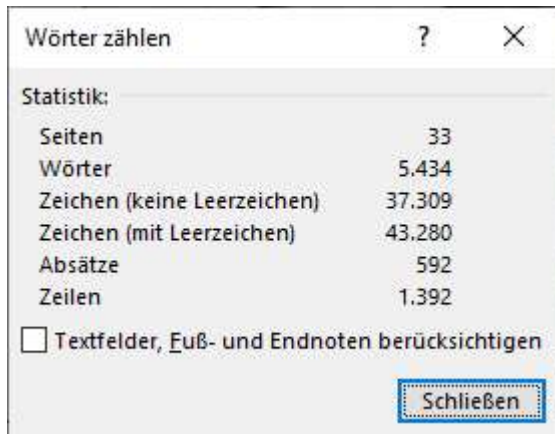 Wörter zählen ? ×
Statistik:
Seiten 33
Wörter 5.434
Zeichen (keine Leerzeichen) 37.309
Zeichen (mit Leerzeichen) 43.280
Absätze 592
Zeilen 1.392
Textfelder, Fuß- und Endnoten berücksichtigen
Schließen